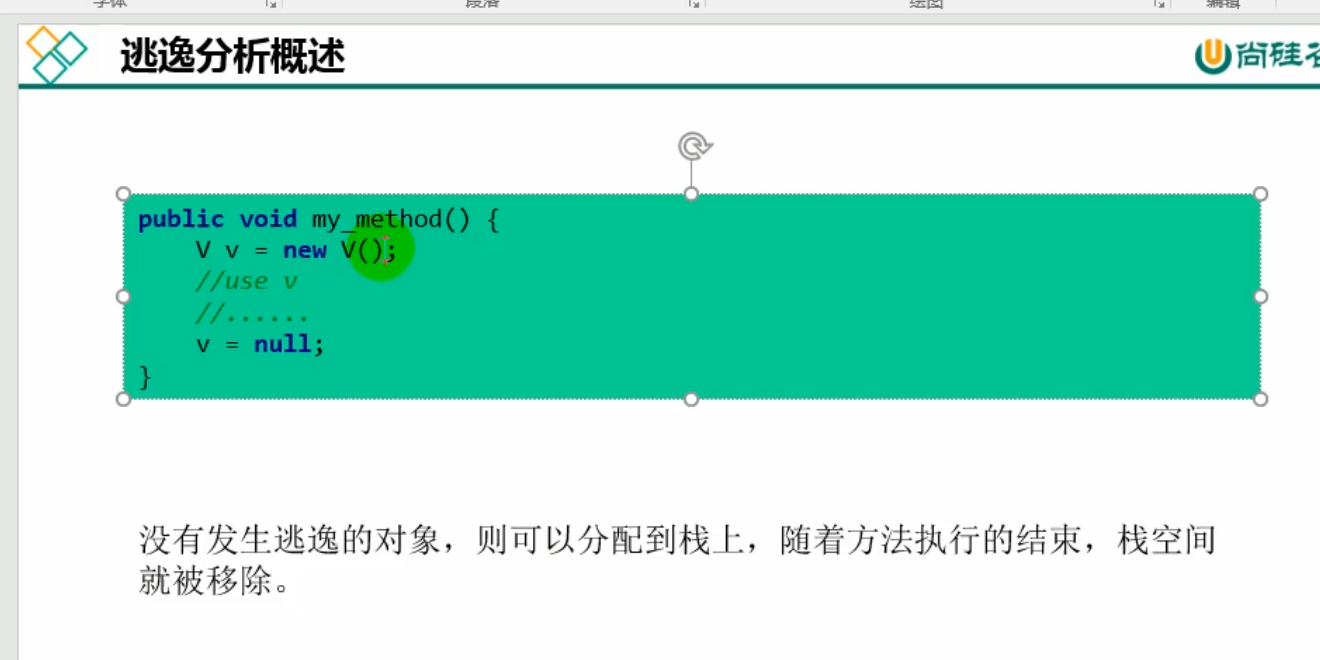 字体 段落 绘图 编辑
逃逸分析概述
尚硅
public void my_method() {
    V v = new V();
    //use v
    //......
    v = null;
}
没有发生逃逸的对象，则可以分配到栈上，随着方法执行的结束，栈空间
就被移除。